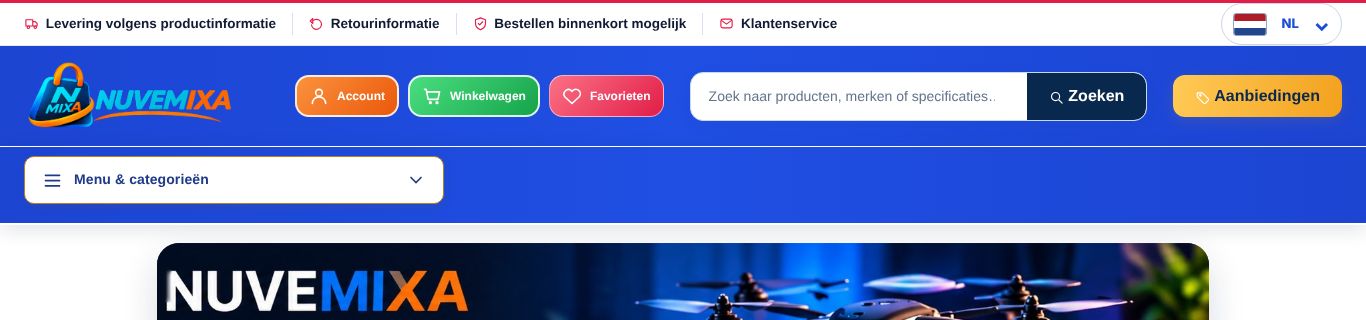 Levering volgens productinformatie
Retourinformatie
Bestellen binnenkort mogelijk
Klantenservice
NL
N
MIXA
NUVEMIXA
Account
Winkelwagen
Favorieten
Zoek naar producten, merken of specificaties..
Zoeken
Aanbiedingen
Menu & categorieën
NUVEMIXA